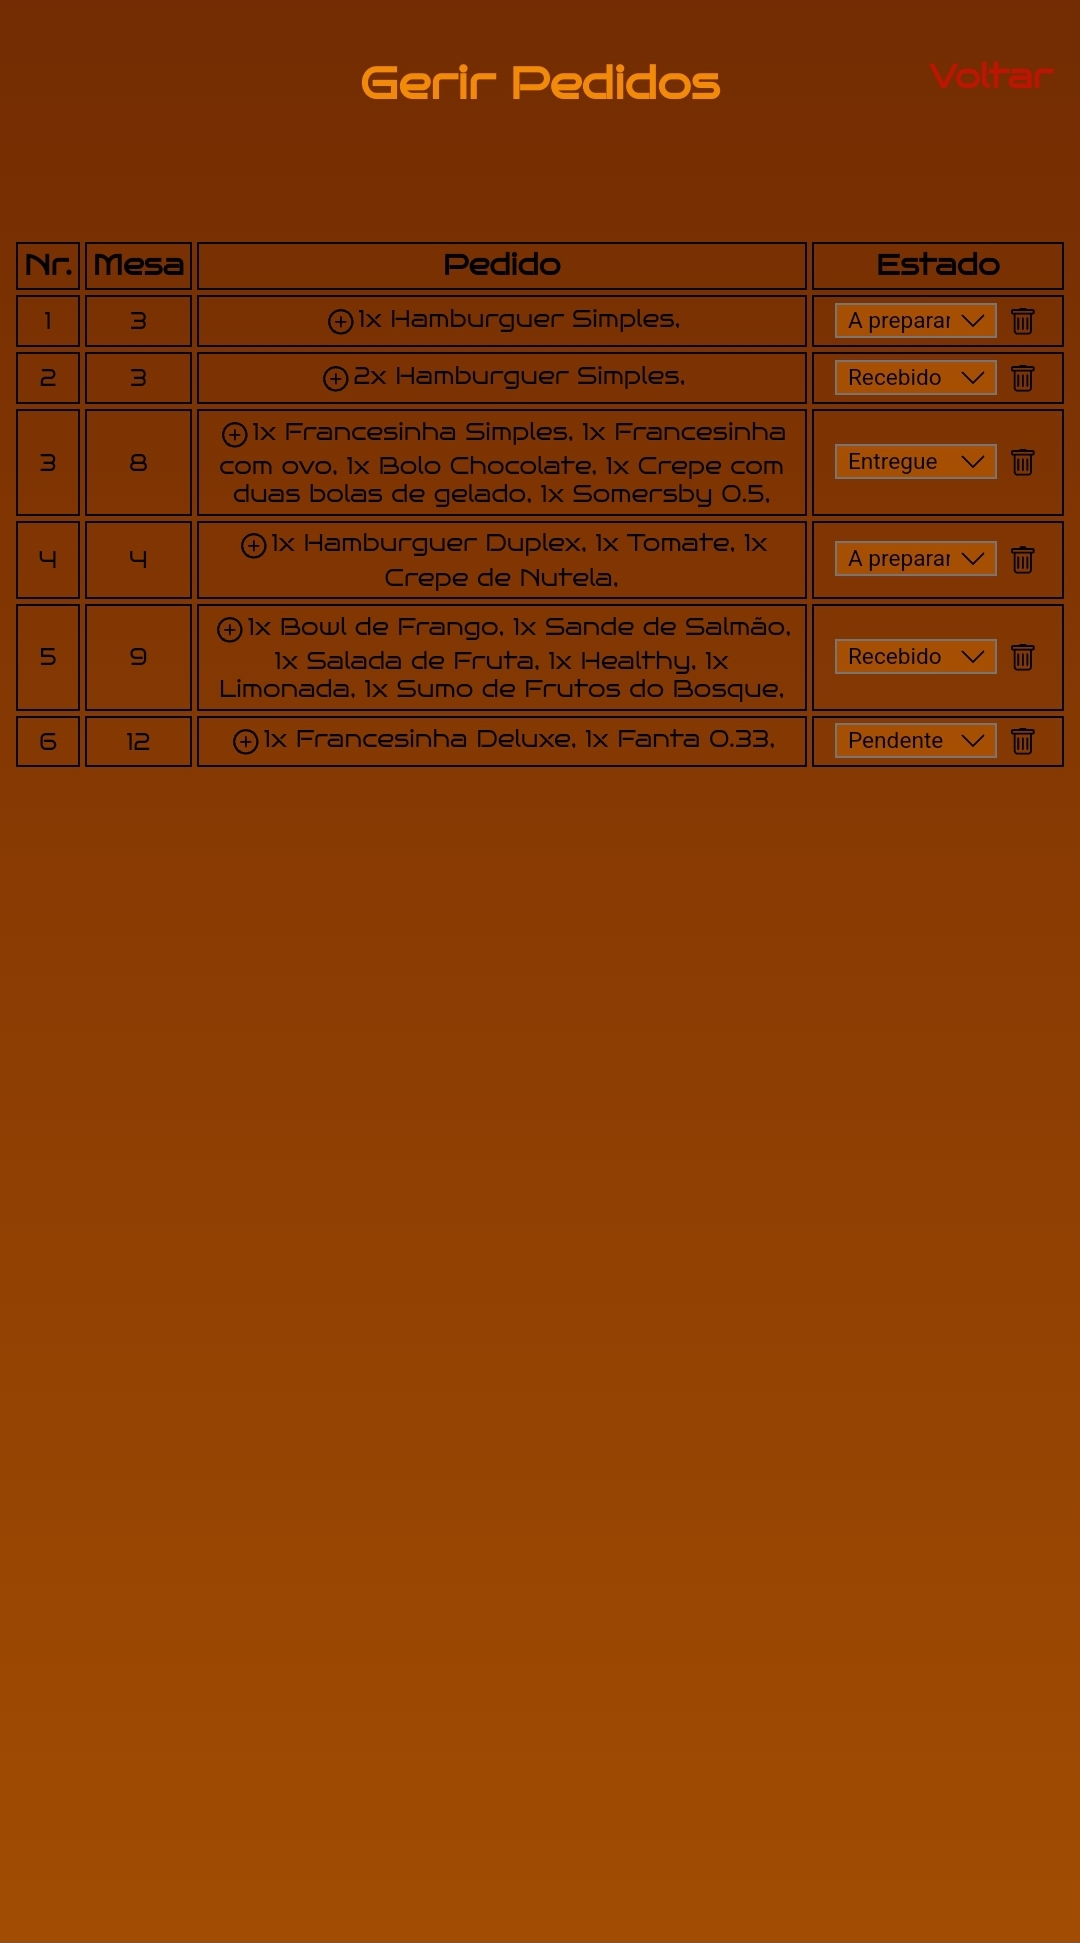 Gerir Pedidos
Voltar
Nr. Mesa Pedido Estado
1 3 1x Hamburguer Simples, A preparar
2 3 2x Hamburguer Simples, Recebido
3 8 1x Francesinha Simples, 1x Francesinha
com ovo, 1x Bolo Chocolate, 1x Crepe com
duas bolas de gelado, 1x Somersby 0.5, Entregue
4 4 1x Hamburguer Duplex, 1x Tomate, 1x
Crepe de Nutela, A preparar
5 9 1x Bowl de Frango, 1x Sande de Salmão,
1x Salada de Fruta, 1x Healthy, 1x
Limonada, 1x Sumo de Frutos do Bosque, Recebido
6 12 1x Francesinha Deluxe, 1x Fanta 0.33, Pendente